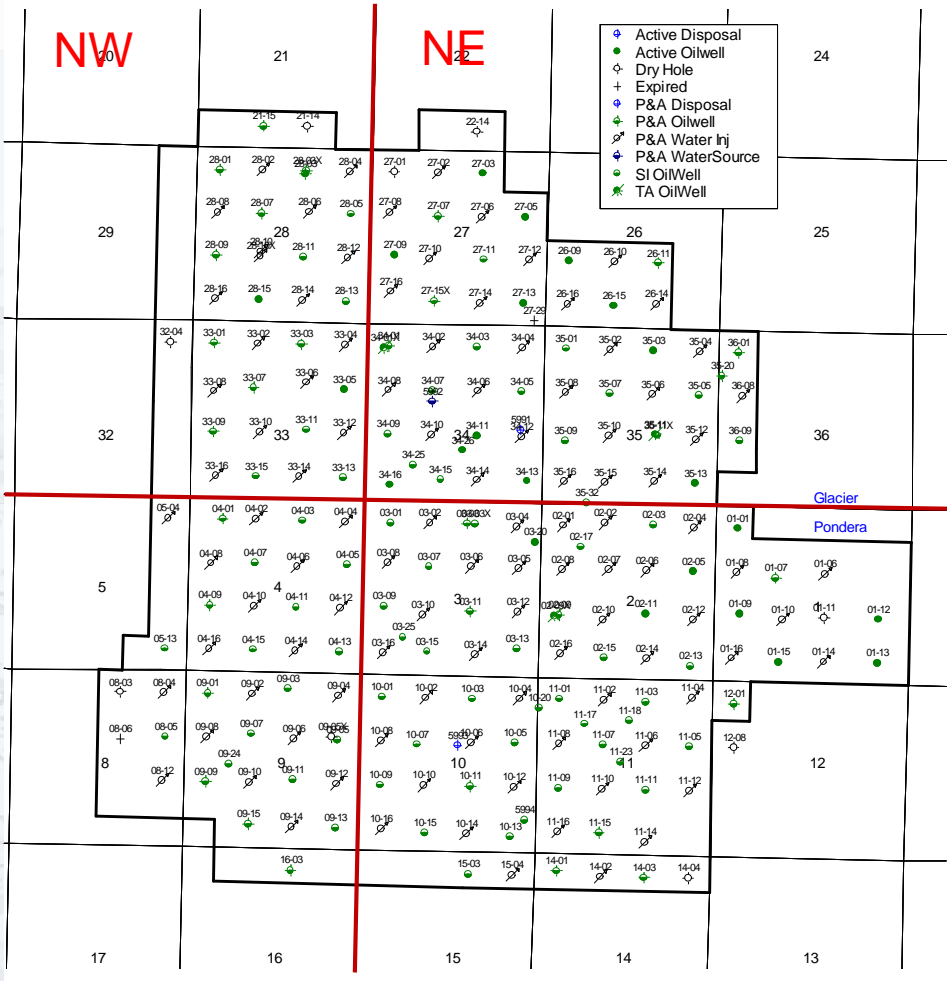 NW
NE
20
21
22
24
Active Disposal
Active Oilwell
Dry Hole
Expired
P&A Disposal
P&A Oilwell
P&A Water Inj
P&A WaterSource
SI OilWell
TA OilWell
21-15 21-14 22-14
28-01 28-02 28-03X 28-04 27-01 27-02 27-03
28-08 28-07 28-06 28-05 27-08 27-07 27-06 27-05
29 28 27 26 25
28-09 28-11 28-12 27-09 27-10 27-11 27-12 26-09 26-10 26-11
28-16 28-15 28-14 28-13 27-16 27-15X 27-14 27-13 26-16 26-15 26-14
27-29
32-04 33-01 33-02 33-03 33-04 34-02 34-03 34-04 35-01 35-02 35-03 35-04 36-01
35-20
33-08 33-07 33-06 33-05 34-08 34-07 34-06 34-05 35-08 35-07 35-06 35-05 36-08
5992
5991
33-09 33-10 33-11 33-12 34-09 34-10 34-11 34-12 35-09 35-10 35-11X 35-12 36-09
32 33 34 35 36
34-26
34-25
33-16 33-15 33-14 33-13 34-16 34-15 34-14 34-13 35-16 35-15 35-14 35-13
35-32
Glacier
Pondera
05-04 04-01 04-02 04-03 04-04 03-01 03-02 03-03X 03-04 02-01 02-02 02-03 02-04 01-01
03-20 02-17
04-08 04-07 04-06 04-05 03-08 03-07 03-06 03-05 02-08 02-07 02-06 02-05 01-08 01-07 01-06
5 4 3 2 1
04-09 04-10 04-11 04-12 03-09 03-10 03-11 03-12 02-10 02-11 02-12 01-09 01-10 01-11 01-12
03-25
05-13 04-16 04-15 04-14 04-13 03-16 03-15 03-14 03-13 02-16 02-15 02-14 02-13 01-16 01-15 01-14 01-13
08-03 08-04 09-01 09-02 09-03 09-04 10-01 10-02 10-03 10-04 11-01 11-02 11-03 11-04 12-01
10-20 11-17 11-18
08-06 08-05 09-08 09-07 09-06 09-05X 09-05 10-08 10-07 10-06 10-05 11-08 11-07 11-06 11-05 12-08
09-24 11-23
8 9 10 11 12
08-12 09-09 09-10 09-11 09-12 10-09 10-10 10-11 10-12 11-09 11-10 11-11 11-12
5994
09-15 09-14 09-13 10-16 10-15 10-14 10-13 11-16 11-15 11-14
16-03 15-03 15-04 14-01 14-02 14-03 14-04
17 16 15 14 13